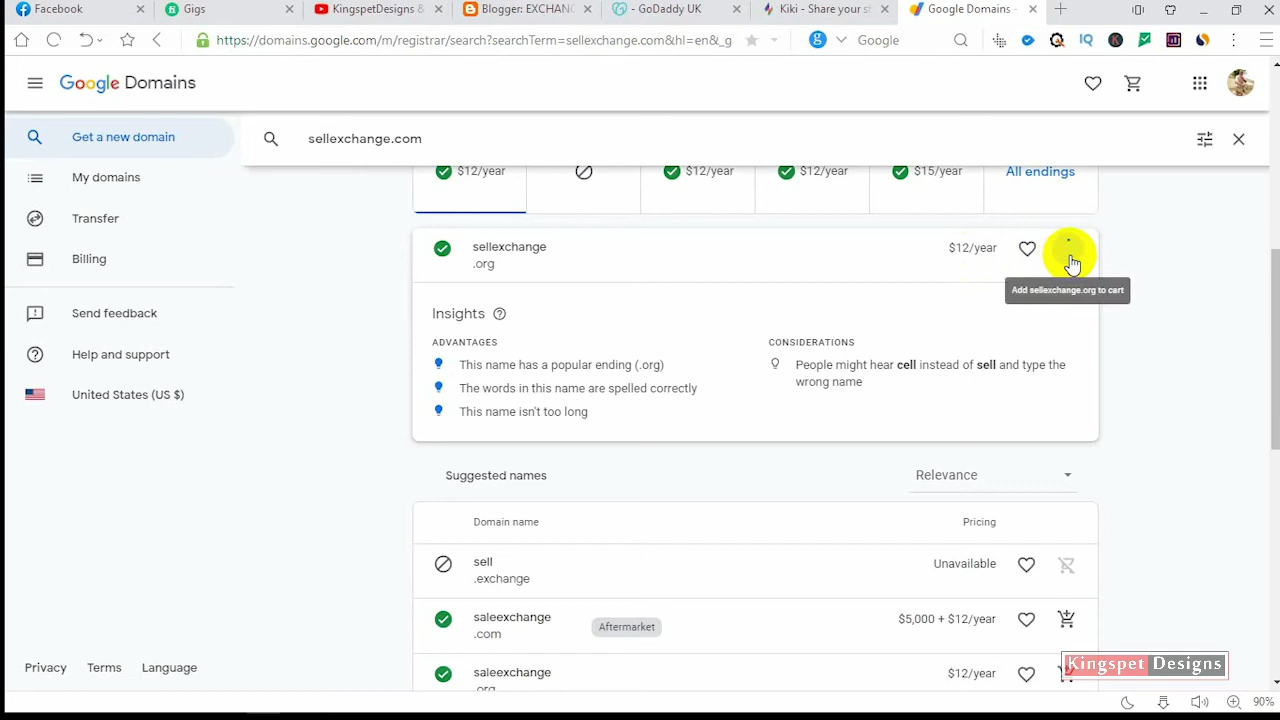 Facebook
Gigs
KingspetDesigns &
Blogger: EXCHANC
- GoDaddy UK
Kiki - Share your st
Google Domains -
https://domains.google.com/m/registrar/search?searchTerm=sellexchange.com&hl=en&_g
Google
Google Domains
Get a new domain
sellexchange.com
My domains
Transfer
Billing
Send feedback
Help and support
United States (US $)
$12/year
$12/year
$12/year
$15/year
All endings
sellexchange
.org
$12/year
Add sellexchange.org to cart
Insights
ADVANTAGES
This name has a popular ending (.org)
The words in this name are spelled correctly
This name isn't too long
CONSIDERATIONS
People might hear cell instead of sell and type the
wrong name
Suggested names
Relevance
Domain name
Pricing
sell
.exchange
Unavailable
saleexchange
.com
Aftermarket
$5,000 + $12/year
saleexchange
.org
$12/year
Privacy
Terms
Language
Kingspet Designs
90%